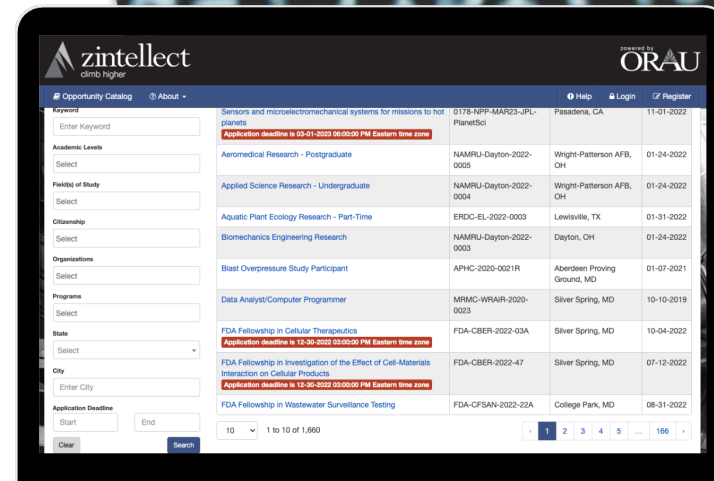 zintellect
climb higher
powered by
ORAU
Opportunity Catalog
About
Help
Login
Register
Keyword
Enter Keyword
Academic Levels
Select
Field(s) of Study
Select
Citizenship
Select
Organizations
Select
Programs
Select
State
Select
City
Enter City
Application Deadline
Start
End
Clear
Search
Sensors and microelectromechanical systems for missions to hot planets
0178-NPP-MAR23-JPL-PlanetSci
Pasadena, CA
11-01-2022
Application deadline is 03-01-2023 06:00:00 PM Eastern time zone
Aeromedical Research - Postgraduate
NAMRU-Dayton-2022-0005
Wright-Patterson AFB, OH
01-24-2022
Applied Science Research - Undergraduate
NAMRU-Dayton-2022-0004
Wright-Patterson AFB, OH
01-24-2022
Aquatic Plant Ecology Research - Part-Time
ERDC-EL-2022-0003
Lewisville, TX
01-31-2022
Biomechanics Engineering Research
NAMRU-Dayton-2022-0003
Dayton, OH
01-24-2022
Blast Overpressure Study Participant
APHC-2020-0021R
Aberdeen Proving Ground, MD
01-07-2021
Data Analyst/Computer Programmer
MRMC-WRAIR-2020-0023
Silver Spring, MD
10-10-2019
FDA Fellowship in Cellular Therapeutics
FDA-CBER-2022-03A
Silver Spring, MD
10-04-2022
Application deadline is 12-30-2022 03:00:00 PM Eastern time zone
FDA Fellowship in Investigation of the Effect of Cell-Materials Interaction on Cellular Products
FDA-CBER-2022-47
Silver Spring, MD
07-12-2022
Application deadline is 12-30-2022 03:00:00 PM Eastern time zone
FDA Fellowship in Wastewater Surveillance Testing
FDA-CFSAN-2022-22A
College Park, MD
08-31-2022
10
1 to 10 of 1,660
‹ 1 2 3 4 5 ... 166 ›